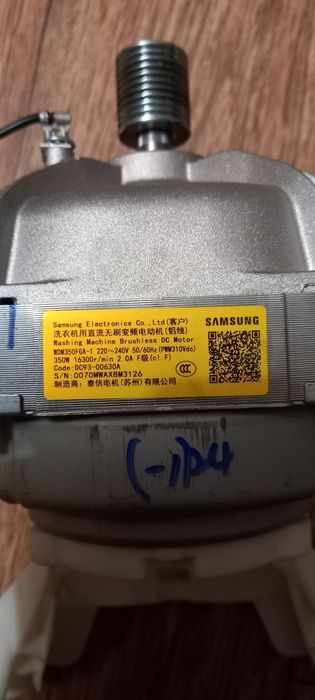 Samsung Electronics Co.,Ltd(客户)
SAMSUNG
洗衣机用直流无刷变频电动机(铝线)
Washing Machine Brushless DC Motor
WDM350FGA-1 220~240V 50/60Hz(PWM310Vdc)
350W 16300r/min 2.0A F级(cl.F)
Code:DC93-00630A
S/N:0070MWAX8M3126
制造商：泰信电机(苏州)有限公司
CCC
(-1)04